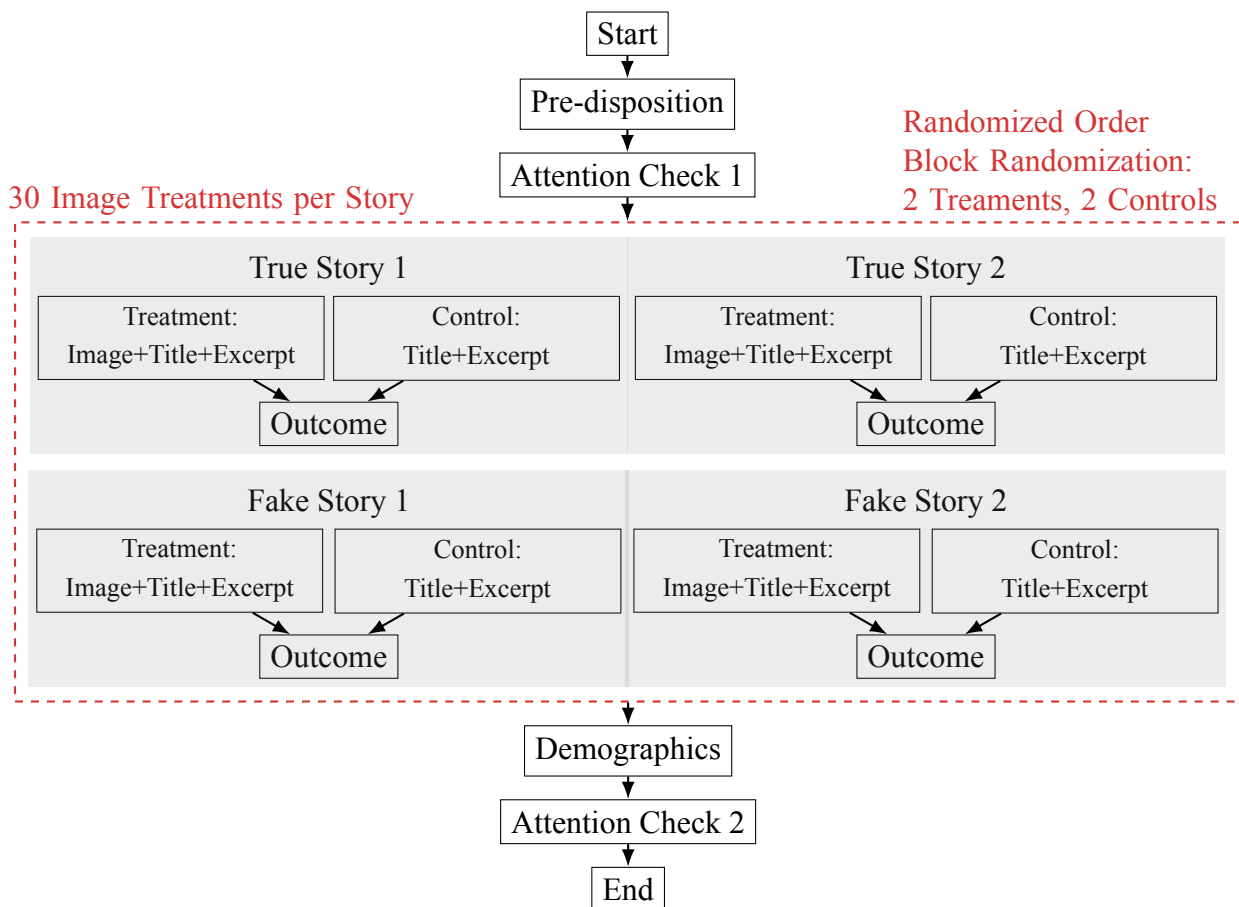 Start
Pre-disposition
Attention Check 1
Randomized Order
Block Randomization:
2 Treaments, 2 Controls
30 Image Treatments per Story
True Story 1
Treatment:
Image+Title+Excerpt
Control:
Title+Excerpt
Outcome
True Story 2
Treatment:
Image+Title+Excerpt
Control:
Title+Excerpt
Outcome
Fake Story 1
Treatment:
Image+Title+Excerpt
Control:
Title+Excerpt
Outcome
Fake Story 2
Treatment:
Image+Title+Excerpt
Control:
Title+Excerpt
Outcome
Demographics
Attention Check 2
End